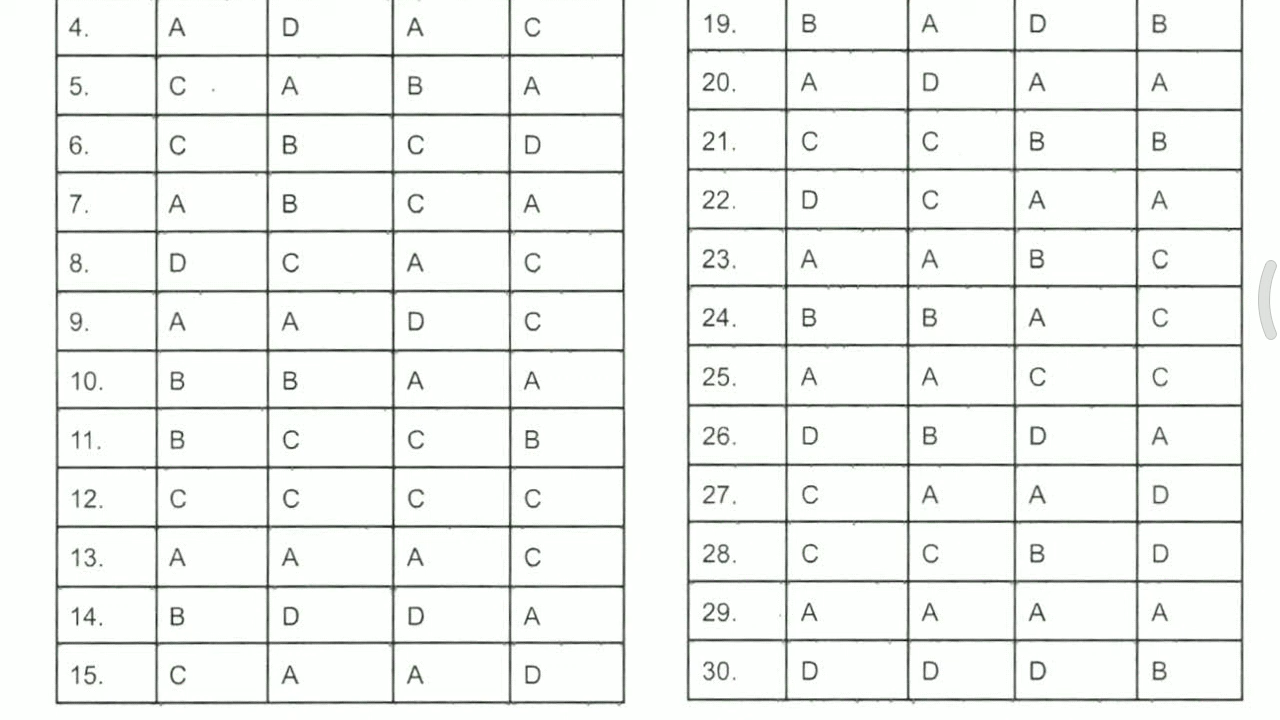 4. A D A C
5. C A B A
6. C B C D
7. A B C A
8. D C A C
9. A A D C
10. B B A A
11. B C C B
12. C C C C
13. A A A C
14. B D D A
15. C A A D
19. B A D B
20. A D A A
21. C C B B
22. D C A A
23. A A B C
24. B B A C
25. A A C C
26. D B D A
27. C A A D
28. C C B D
29. A A A A
30. D D D B